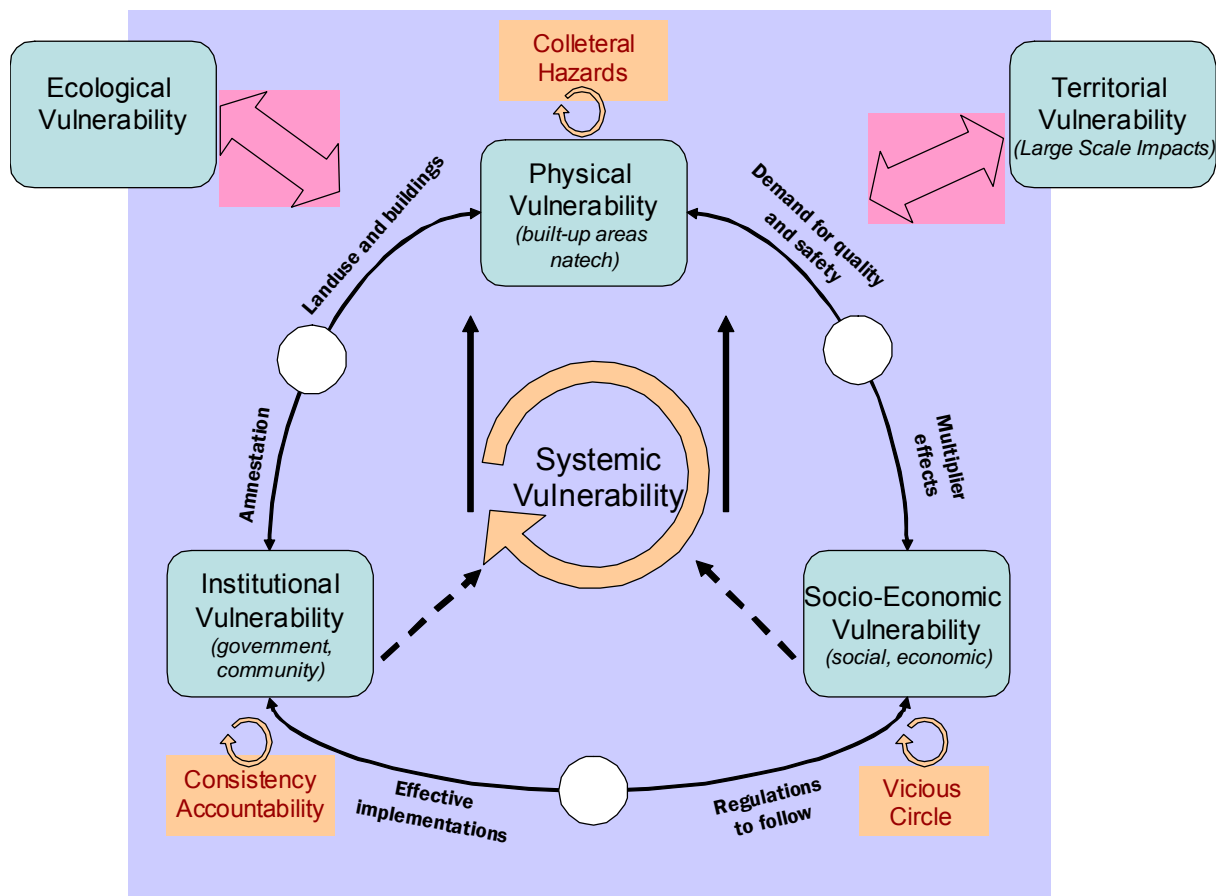 Colleteral
Hazards
Ecological
Vulnerability
Territorial
Vulnerability
(Large Scale Impacts)
Physical
Vulnerability
(built-up areas
natech)
Landuse and buildings
Demand for quality
and safety
Systemic
Vulnerability
Amnestation
Multiplier
effects
Institutional
Vulnerability
(government,
community)
Socio-Economic
Vulnerability
(social, economic)
Consistency
Accountability
Effective
implementations
Regulations
to follow
Vicious
Circle